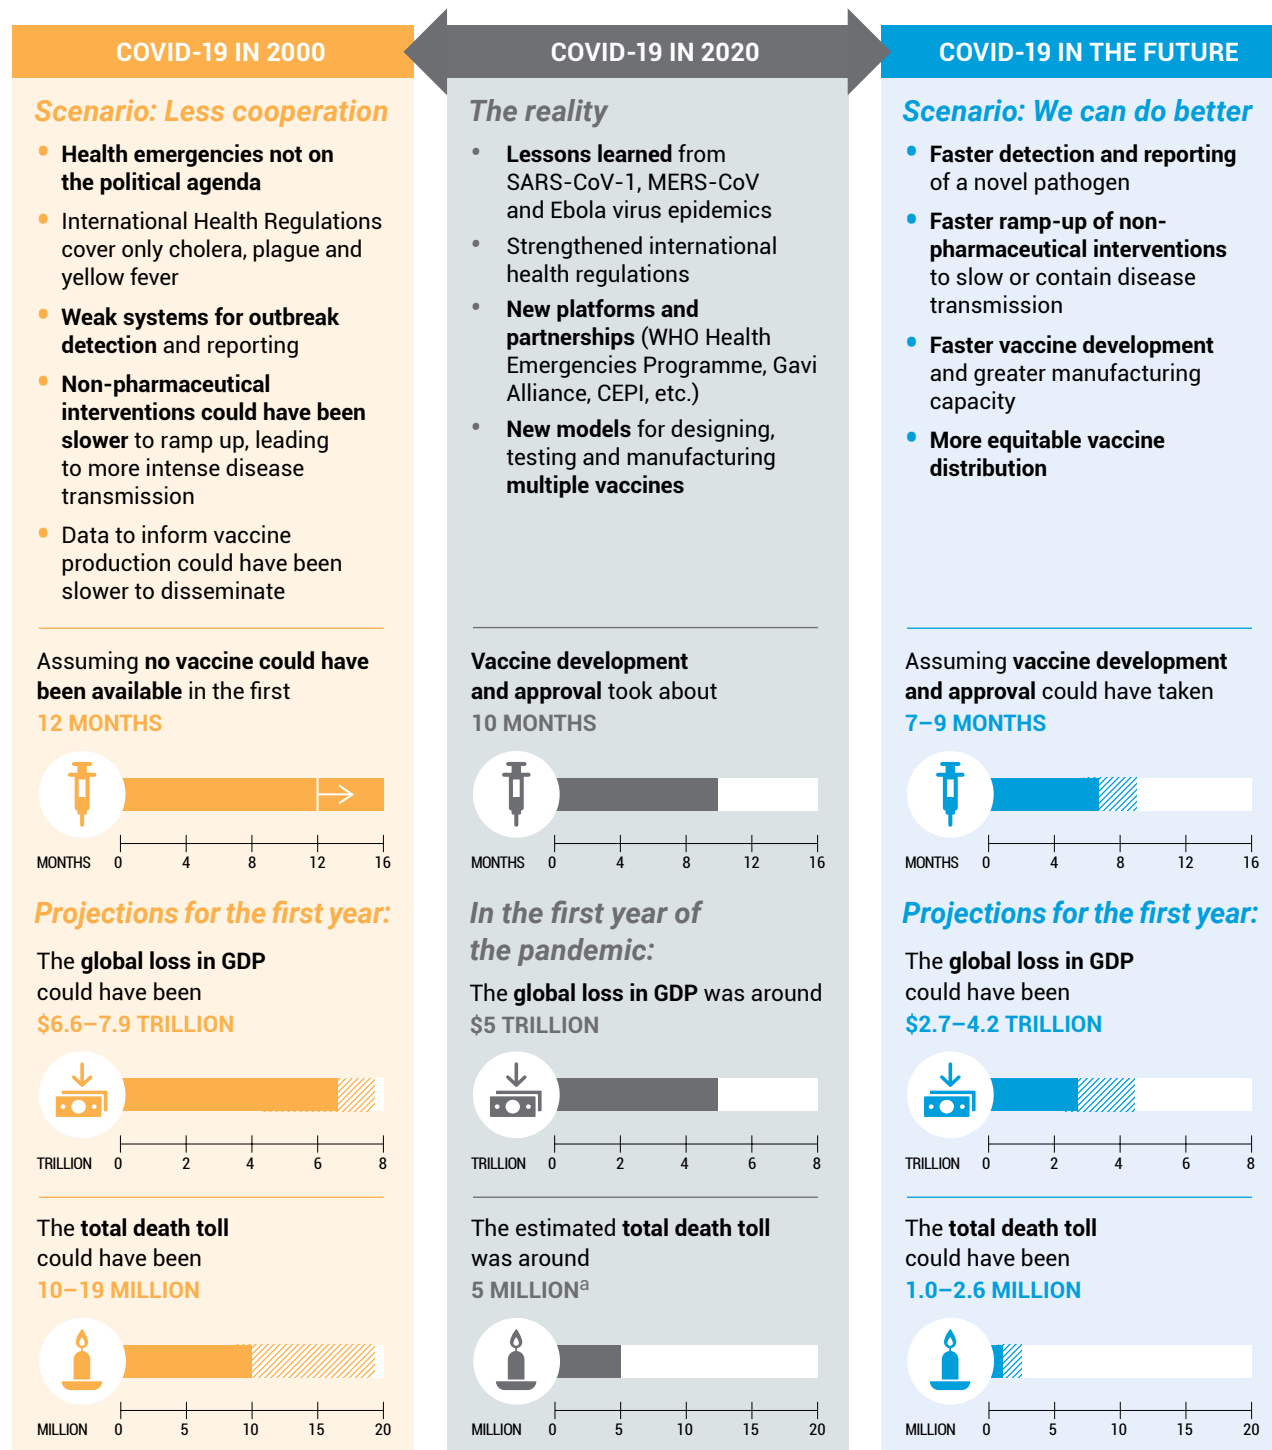 COVID-19 IN 2000
Scenario: Less cooperation
• Health emergencies not on
the political agenda
• International Health Regulations
cover only cholera, plague and
yellow fever
• Weak systems for outbreak
detection and reporting
• Non-pharmaceutical
interventions could have been
slower to ramp up, leading
to more intense disease
transmission
• Data to inform vaccine
production could have been
slower to disseminate
Assuming no vaccine could have
been available in the first
12 MONTHS
MONTHS 0 4 8 12 16
Projections for the first year:
The global loss in GDP
could have been
$6.6–7.9 TRILLION
TRILLION 0 2 4 6 8
The total death toll
could have been
10–19 MILLION
MILLION 0 5 10 15 20
COVID-19 IN 2020
The reality
• Lessons learned from
SARS-CoV-1, MERS-CoV
and Ebola virus epidemics
• Strengthened international
health regulations
• New platforms and
partnerships (WHO Health
Emergencies Programme, Gavi
Alliance, CEPI, etc.)
• New models for designing,
testing and manufacturing
multiple vaccines
Vaccine development
and approval took about
10 MONTHS
MONTHS 0 4 8 12 16
In the first year of
the pandemic:
The global loss in GDP was around
$5 TRILLION
TRILLION 0 2 4 6 8
The estimated total death toll
was around
5 MILLIONa
MILLION 0 5 10 15 20
COVID-19 IN THE FUTURE
Scenario: We can do better
• Faster detection and reporting
of a novel pathogen
• Faster ramp-up of non-
pharmaceutical interventions
to slow or contain disease
transmission
• Faster vaccine development
and greater manufacturing
capacity
• More equitable vaccine
distribution
Assuming vaccine development
and approval could have taken
7–9 MONTHS
MONTHS 0 4 8 12 16
Projections for the first year:
The global loss in GDP
could have been
$2.7–4.2 TRILLION
TRILLION 0 2 4 6 8
The total death toll
could have been
1.0–2.6 MILLION
MILLION 0 5 10 15 20